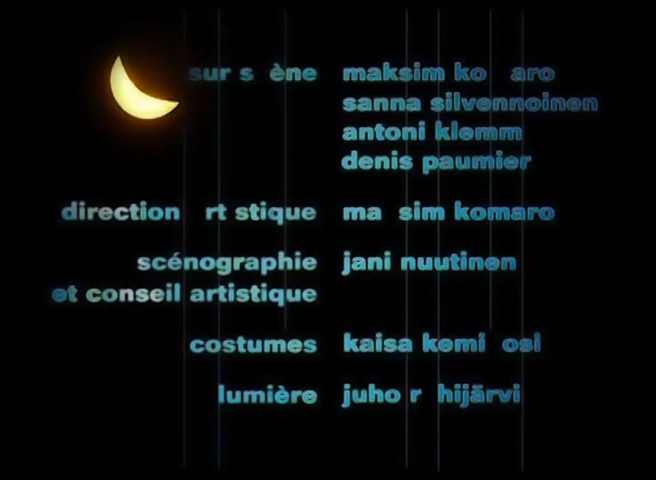 sur s ène maksim ko aro
sanna silvennoinen
antoni klemm
denis paumier
direction rt stique ma sim komaro
scénographie jani nuutinen
et conseil artistique
costumes kaisa kemi osi
lumière juho r hijärvi